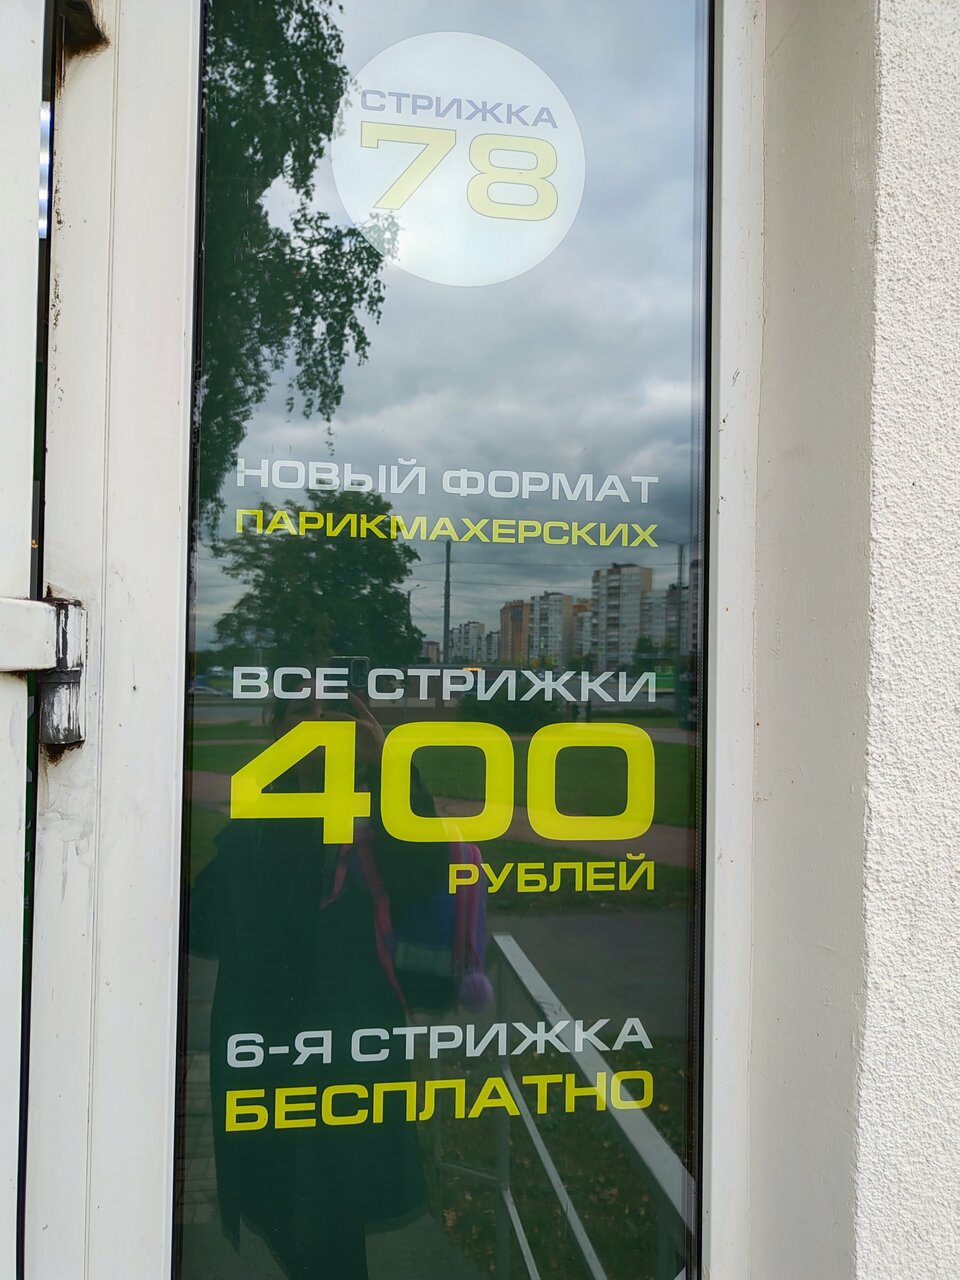 СТРИЖКА
78
НОВЫЙ ФОРМАТ
ПАРИКМАХЕРСКИХ
ВСЕ СТРИЖКИ
400
РУБЛЕЙ
6-Я СТРИЖКА
БЕСПЛАТНО